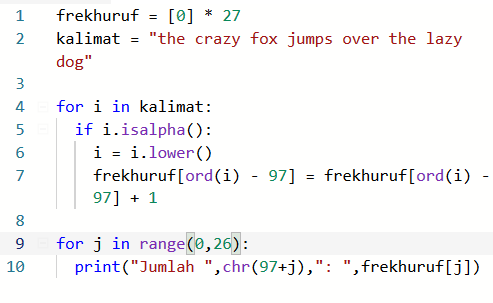 1 frekhuruf = [0] * 27
2 kalimat = "the crazy fox jumps over the lazy
dog"
3
4 for i in kalimat:
5 if i.isalpha():
6 i = i.lower()
7 frekhuruf[ord(i) - 97] = frekhuruf[ord(i) -
97] + 1
8
9 for j in range(0,26):
10 print("Jumlah ",chr(97+j),": ",frekhuruf[j])